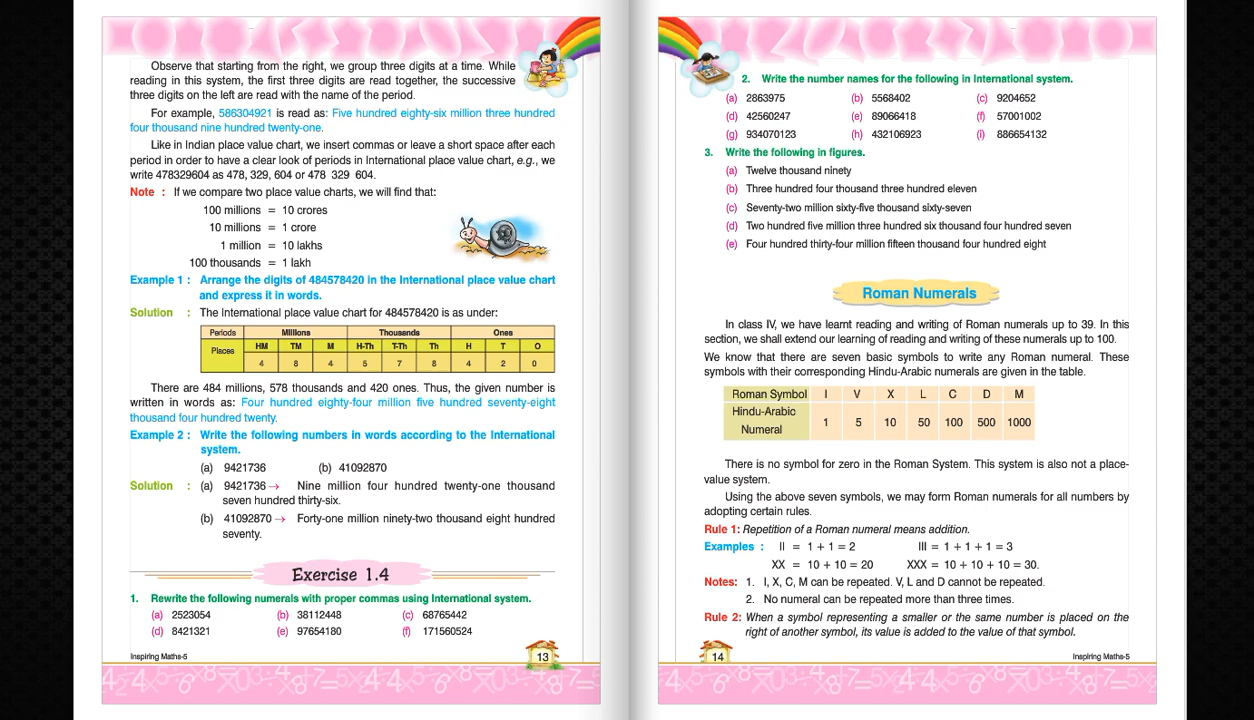 Observe that starting from the right, we group three digits at a time. While
reading in this system, the first three digits are read together, the successive
three digits on the left are read with the name of the period.
For example, 586304921 is read as: Five hundred eighty-six million three hundred
four thousand nine hundred twenty-one.
Like in Indian place value chart, we insert commas or leave a short space after each
period in order to have a clear look of periods in International place value chart, e.g., we
write 478329604 as 478, 329, 604 or 478 329 604.
Note : If we compare two place value charts, we will find that:
100 millions = 10 crores
10 millions = 1 crore
1 million = 10 lakhs
100 thousands = 1 lakh
Example 1 : Arrange the digits of 484578420 in the International place value chart
and express it in words.
Solution : The International place value chart for 484578420 is as under:
Periods Millions Thousands Ones
Places HM TM M H-Th T-Th Th H T O
4 8 4 5 7 8 4 2 0
There are 484 millions, 578 thousands and 420 ones. Thus, the given number is
written in words as: Four hundred eighty-four million five hundred seventy-eight
thousand four hundred twenty.
Example 2 : Write the following numbers in words according to the International
system.
(a) 9421736 (b) 41092870
Solution : (a) 9421736 → Nine million four hundred twenty-one thousand
seven hundred thirty-six.
(b) 41092870 → Forty-one million ninety-two thousand eight hundred
seventy.
Exercise 1.4
1. Rewrite the following numerals with proper commas using International system.
(a) 2523054 (b) 38112448 (c) 68765442
(d) 8421321 (e) 97654180 (f) 171560524
Inspiring Maths-5 13
2. Write the number names for the following in International system.
(a) 2863975 (b) 5568402 (c) 9204652
(d) 42560247 (e) 89066418 (f) 57001002
(g) 934070123 (h) 432106923 (i) 886654132
3. Write the following in figures.
(a) Twelve thousand ninety
(b) Three hundred four thousand three hundred eleven
(c) Seventy-two million sixty-five thousand sixty-seven
(d) Two hundred five million three hundred six thousand four hundred seven
(e) Four hundred thirty-four million fifteen thousand four hundred eight
Roman Numerals
In class IV, we have learnt reading and writing of Roman numerals up to 39. In this
section, we shall extend our learning of reading and writing of these numerals up to 100.
We know that there are seven basic symbols to write any Roman numeral. These
symbols with their corresponding Hindu-Arabic numerals are given in the table.
Roman Symbol I V X L C D M
Hindu-Arabic
Numeral 1 5 10 50 100 500 1000
There is no symbol for zero in the Roman System. This system is also not a place-
value system.
Using the above seven symbols, we may form Roman numerals for all numbers by
adopting certain rules.
Rule 1: Repetition of a Roman numeral means addition.
Examples : II = 1 + 1 = 2 III = 1 + 1 + 1 = 3
XX = 10 + 10 = 20 XXX = 10 + 10 + 10 = 30.
Notes: 1. I, X, C, M can be repeated. V, L and D cannot be repeated.
2. No numeral can be repeated more than three times.
Rule 2: When a symbol representing a smaller or the same number is placed on the
right of another symbol, its value is added to the value of that symbol.
14 Inspiring Maths-5